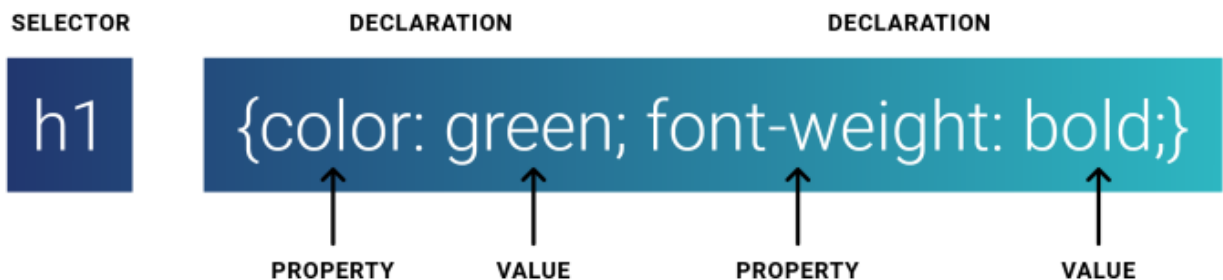 SELECTOR DECLARATION DECLARATION
h1 {color: green; font-weight: bold;}
PROPERTY VALUE PROPERTY VALUE